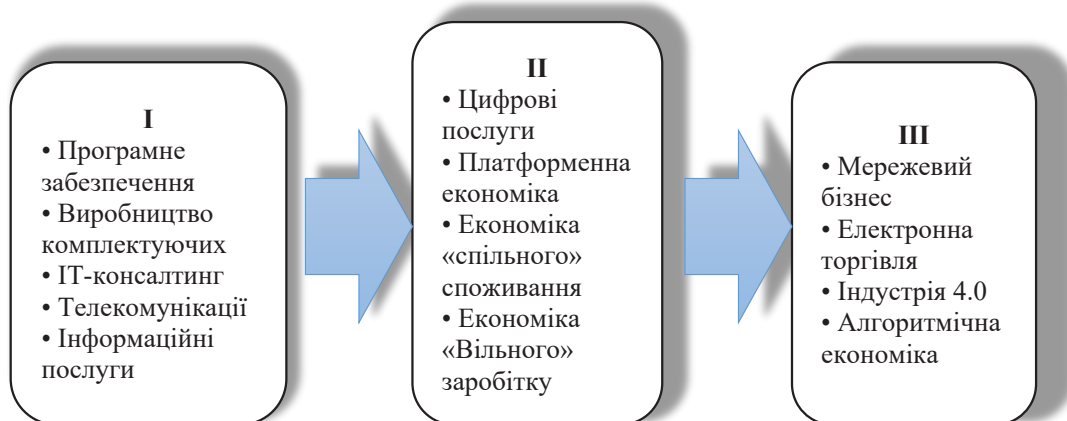 I
• Програмне
забезпечення
• Виробництво
комплектуючих
• ІТ-консалтинг
• Телекомунікації
• Інформаційні
послуги
II
• Цифрові
послуги
• Платформенна
економіка
• Економіка
«спільного»
споживання
• Економіка
«Вільного»
заробітку
III
• Мережевий
бізнес
• Електронна
торгівля
• Індустрія 4.0
• Алгоритмічна
економіка